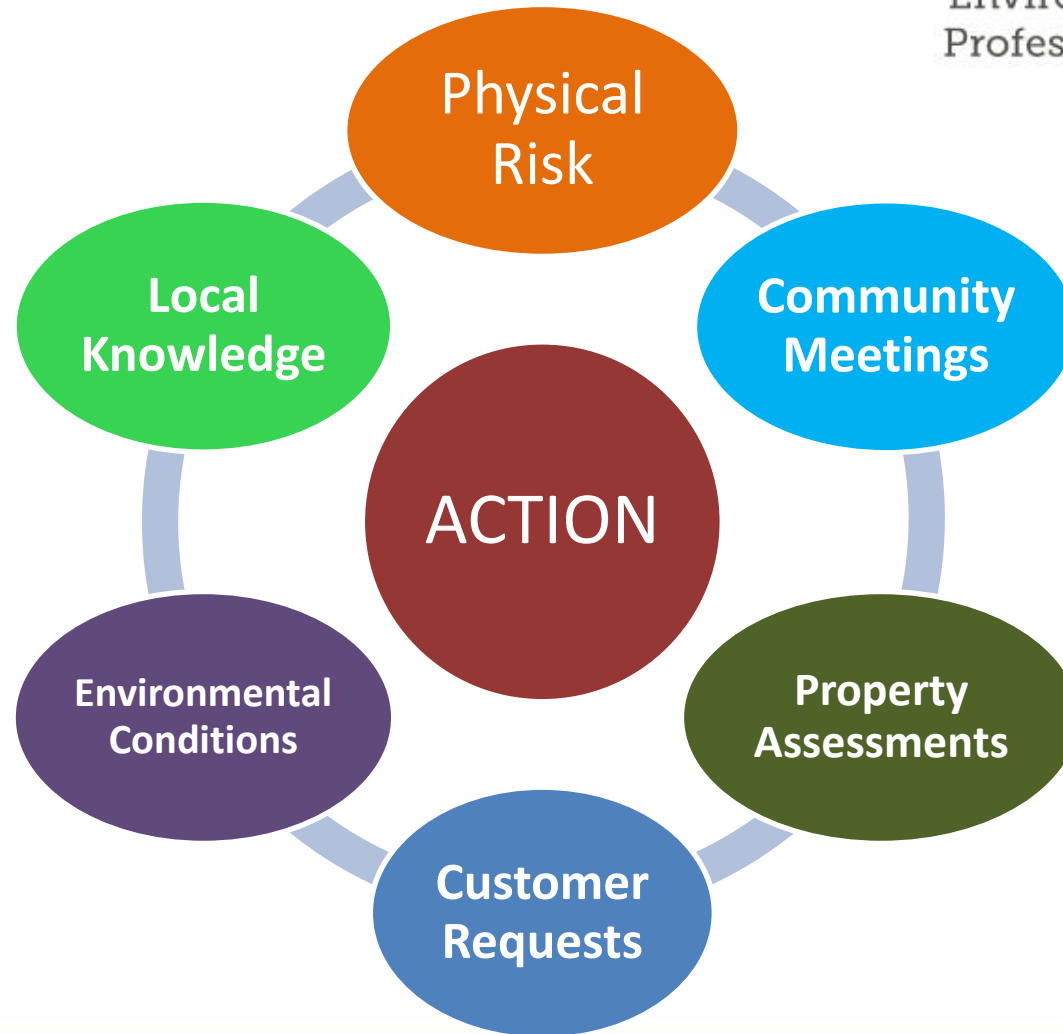 Physical
Risk
Local
Knowledge
Community
Meetings
ACTION
Environmental
Conditions
Property
Assessments
Customer
Requests